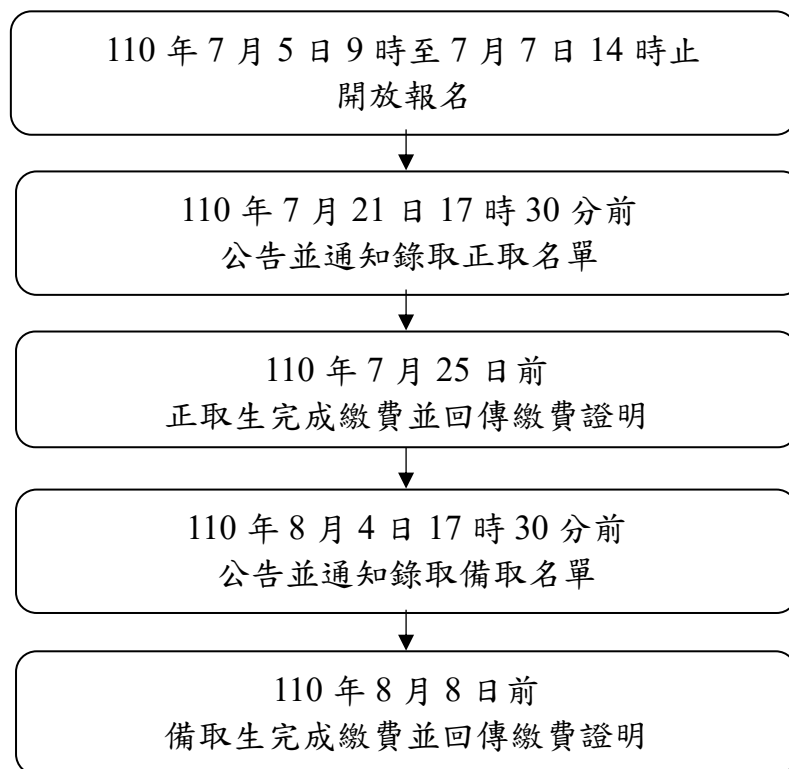 110 年 7 月 5 日 9 時至 7 月 7 日 14 時止
開放報名
110 年 7 月 21 日 17 時 30 分前
公告並通知錄取正取名單
110 年 7 月 25 日前
正取生完成繳費並回傳繳費證明
110 年 8 月 4 日 17 時 30 分前
公告並通知錄取備取名單
110 年 8 月 8 日前
備取生完成繳費並回傳繳費證明